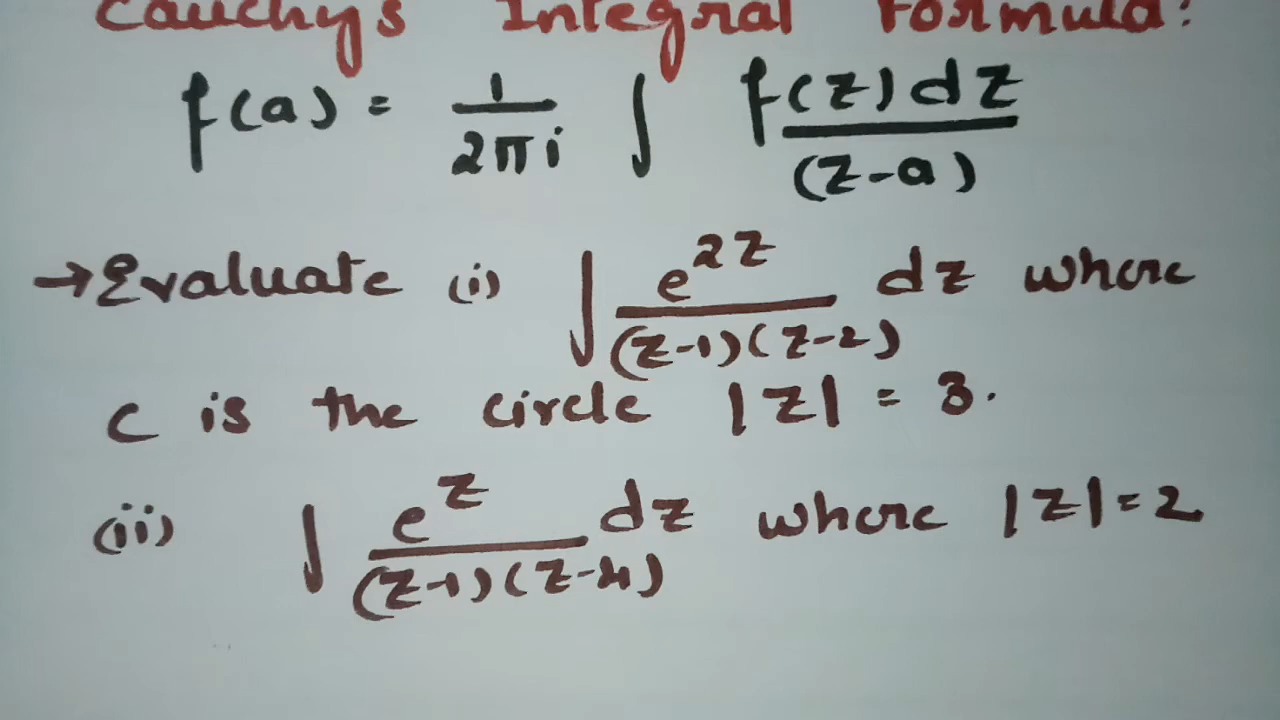 Cauchy's Integral Formula:
f(a) = 1/2πi ∫ f(z)dz/(z-a)
→Evaluate (i) ∫ e^2z/(z-1)(z-2) dz where
C is the circle |z| = 3.
(ii) ∫ e^z/(z-1)(z-4) dz where |z|=2